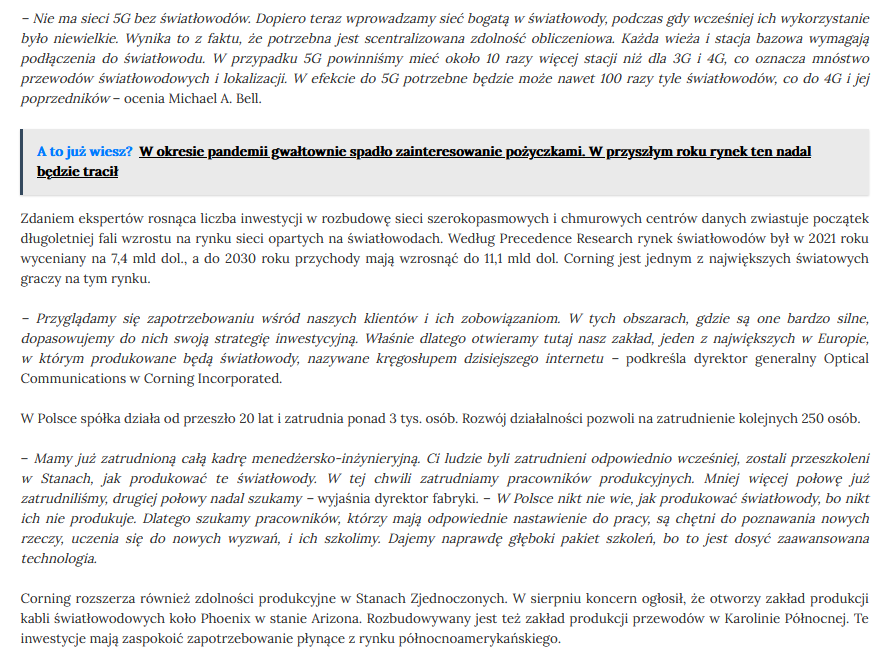 – Nie ma sieci 5G bez światłowodów. Dopiero teraz wprowadzamy sieć bogatą w światłowody, podczas gdy wcześniej ich wykorzystanie
było niewielkie. Wynika to z faktu, że potrzebna jest scentralizowana zdolność obliczeniowa. Każda wieża i stacja bazowa wymagają
podłączenia do światłowodu. W przypadku 5G powinniśmy mieć około 10 razy więcej stacji niż dla 3G i 4G, co oznacza mnóstwo
przewodów światłowodowych i lokalizacji. W efekcie do 5G potrzebne będzie może nawet 100 razy tyle światłowodów, co do 4G i jej
poprzedników – ocenia Michael A. Bell.
A to już wiesz? W okresie pandemii gwałtownie spadło zainteresowanie pożyczkami. W przyszłym roku rynek ten nadal
będzie tracił
Zdaniem ekspertów rosnąca liczba inwestycji w rozbudowę sieci szerokopasmowych i chmurowych centrów danych zwiastuje początek
długoletniej fali wzrostu na rynku sieci opartych na światłowodach. Według Precedence Research rynek światłowodów był w 2021 roku
wyceniany na 7,4 mld dol., a do 2030 roku przychody mają wzrosnąć do 11,1 mld dol. Corning jest jednym z największych światowych
graczy na tym rynku.
– Przyglądamy się zapotrzebowaniu wśród naszych klientów i ich zobowiązaniom. W tych obszarach, gdzie są one bardzo silne,
dopasowujemy do nich swoją strategię inwestycyjną. Właśnie dlatego otwieramy tutaj nasz zakład, jeden z największych w Europie,
w którym produkowane będą światłowody, nazywane kręgosłupem dzisiejszego internetu – podkreśla dyrektor generalny Optical
Communications w Corning Incorporated.
W Polsce spółka działa od przeszło 20 lat i zatrudnia ponad 3 tys. osób. Rozwój działalności pozwoli na zatrudnienie kolejnych 250 osób.
– Mamy już zatrudnioną całą kadrę menedżersko-inżynieryjną. Ci ludzie byli zatrudnieni odpowiednio wcześniej, zostali przeszkoleni
w Stanach, jak produkować te światłowody. W tej chwili zatrudniamy pracowników produkcyjnych. Mniej więcej połowę już
zatrudniliśmy, drugiej połowy nadal szukamy – wyjaśnia dyrektor fabryki. – W Polsce nikt nie wie, jak produkować światłowody, bo nikt
ich nie produkuje. Dlatego szukamy pracowników, którzy mają odpowiednie nastawienie do pracy, są chętni do poznawania nowych
rzeczy, uczenia się do nowych wyzwań, i ich szkolimy. Dajemy naprawdę głęboki pakiet szkoleń, bo to jest dosyć zaawansowana
technologia.
Corning rozszerza również zdolności produkcyjne w Stanach Zjednoczonych. W sierpniu koncern ogłosił, że otworzy zakład produkcji
kabli światłowodowych koło Phoenix w stanie Arizona. Rozbudowywany jest też zakład produkcji przewodów w Karolinie Północnej. Te
inwestycje mają zaspokoić zapotrzebowanie płynące z rynku północnoamerykańskiego.